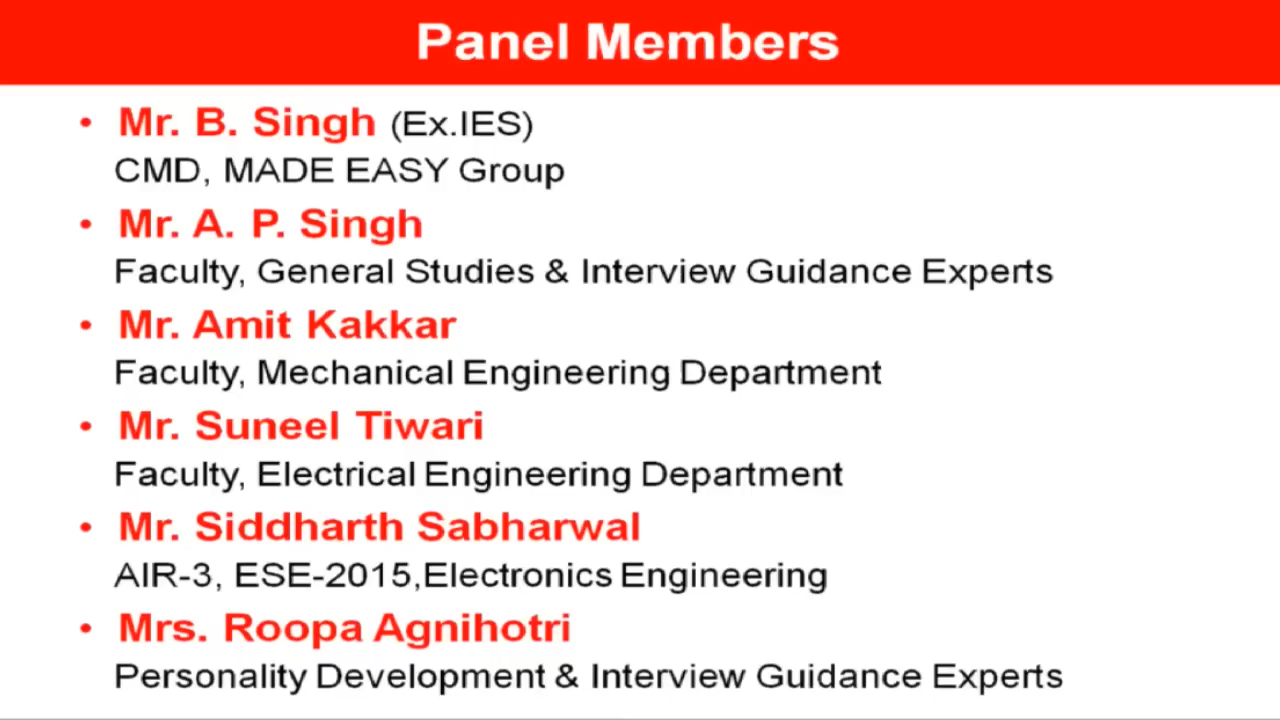 Panel Members
• Mr. B. Singh (Ex.IES)
CMD, MADE EASY Group
• Mr. A. P. Singh
Faculty, General Studies & Interview Guidance Experts
• Mr. Amit Kakkar
Faculty, Mechanical Engineering Department
• Mr. Suneel Tiwari
Faculty, Electrical Engineering Department
• Mr. Siddharth Sabharwal
AIR-3, ESE-2015,Electronics Engineering
• Mrs. Roopa Agnihotri
Personality Development & Interview Guidance Experts